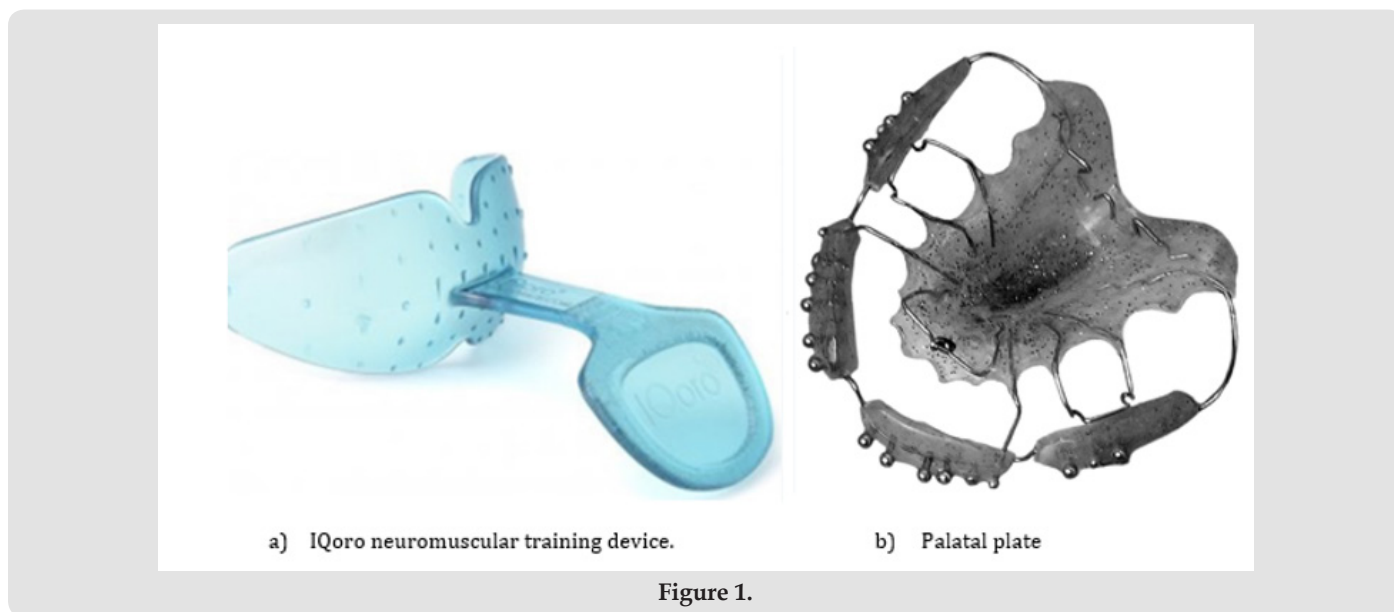 IQoro
a) IQoro neuromuscular training device.
b) Palatal plate
Figure 1.